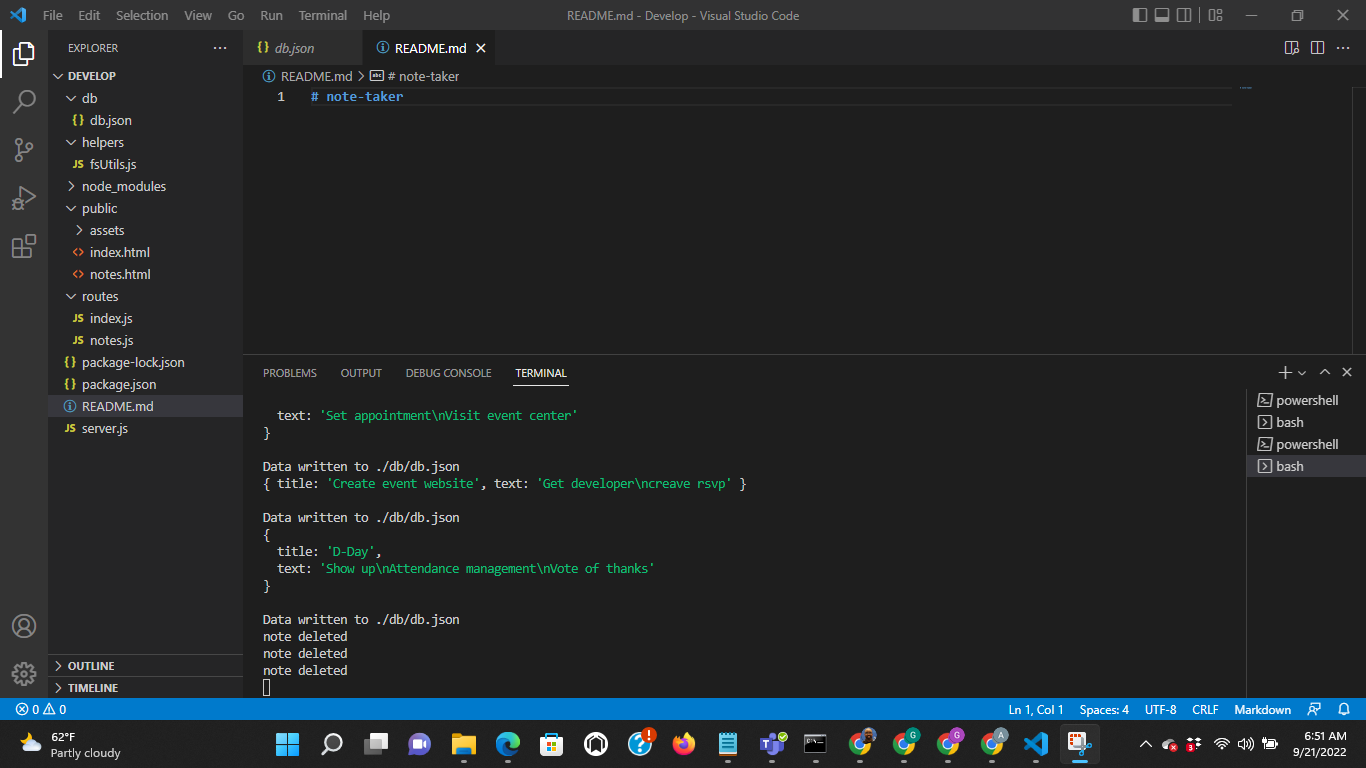 File Edit Selection View Go Run Terminal Help README.md - Develop - Visual Studio Code
EXPLORER
DEVELOP
db
{} db.json
helpers
JS fsUtils.js
node_modules
public
assets
<> index.html
<> notes.html
routes
JS index.js
JS notes.js
{} package-lock.json
{} package.json
README.md
JS server.js
OUTLINE
TIMELINE
{} db.json README.md
README.md > # note-taker
1 # note-taker
PROBLEMS OUTPUT DEBUG CONSOLE TERMINAL
text: 'Set appointment\nVisit event center'
}
Data written to ./db/db.json
{ title: 'Create event website', text: 'Get developer\ncreave rsvp' }
Data written to ./db/db.json
{
title: 'D-Day',
text: 'Show up\nAttendance management\nVote of thanks'
}
Data written to ./db/db.json
note deleted
note deleted
note deleted
powershell
bash
powershell
bash
0 0 Ln 1, Col 1 Spaces: 4 UTF-8 CRLF Markdown
62°F
Partly cloudy
G
G
A
3
6:51 AM
9/21/2022